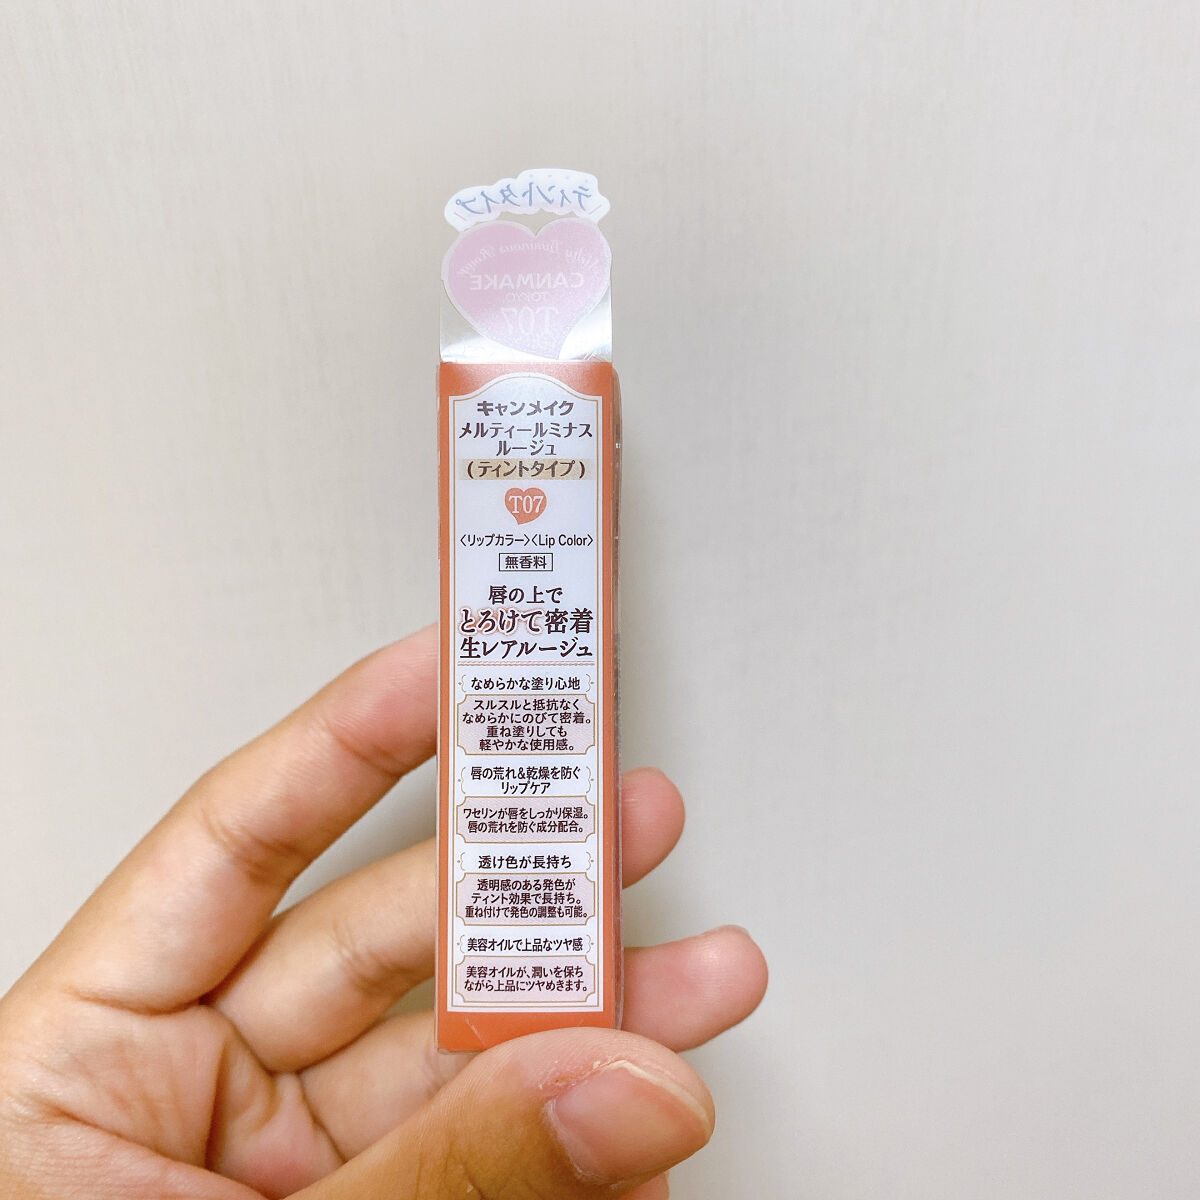 ティントタイプ
Melty Luminous Rouge
CANMAKE
TOKYO
T07
キャンメイク
メルティールミナス
ルージュ
(ティントタイプ)
T07
〈リップカラー〉〈Lip Color〉
無香料
唇の上で
とろけて密着
生レアルージュ
なめらかな塗り心地
スルスルと抵抗なく
なめらかにのびて密着。
重ね塗りしても
軽やかな使用感。
唇の荒れ&乾燥を防ぐ
リップケア
ワセリンが唇をしっかり保湿。
唇の荒れを防ぐ成分配合。
透け色が長持ち
透明感のある発色が
ティント効果で長持ち。
重ね付けで発色の調整も可能。
美容オイルで上品なツヤ感
美容オイルが、潤いを保ち
ながら上品にツヤめきます。